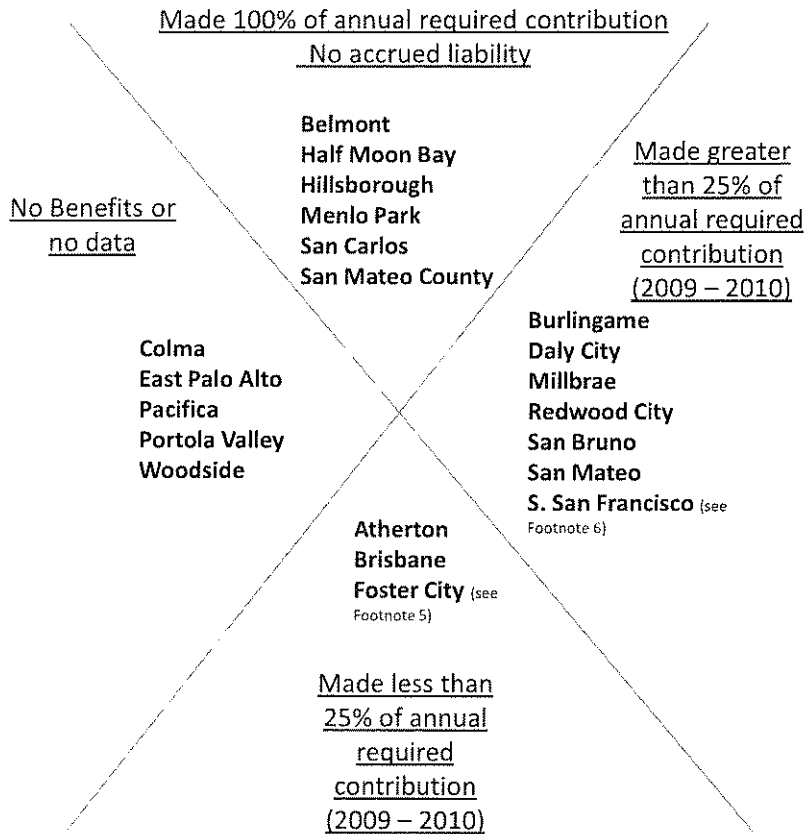 Made 100% of annual required contribution
No accrued liability
Belmont
Half Moon Bay
Hillsborough
Menlo Park
San Carlos
San Mateo County
No Benefits or
no data
Colma
East Palo Alto
Pacifica
Portola Valley
Woodside
Made greater
than 25% of
annual required
contribution
(2009 – 2010)
Burlingame
Daly City
Millbrae
Redwood City
San Bruno
San Mateo
S. San Francisco (see
Footnote 6)
Atherton
Brisbane
Foster City (see
Footnote 5)
Made less than
25% of annual
required
contribution
(2009 – 2010)